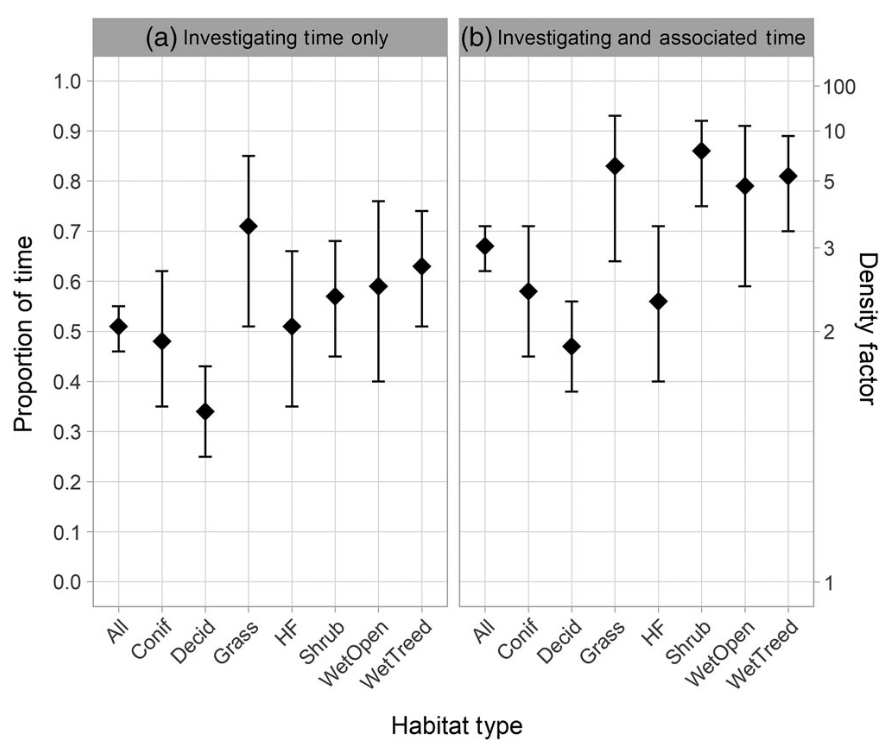 (a) Investigating time only
(b) Investigating and associated time
Proportion of time
1.0
0.9
0.8
0.7
0.6
0.5
0.4
0.3
0.2
0.1
0.0
100
10
5
3
2
1
Density factor
All
Conif
Decid
Grass
HF
Shrub
WetOpen
WetTreed
All
Conif
Decid
Grass
HF
Shrub
WetOpen
WetTreed
Habitat type